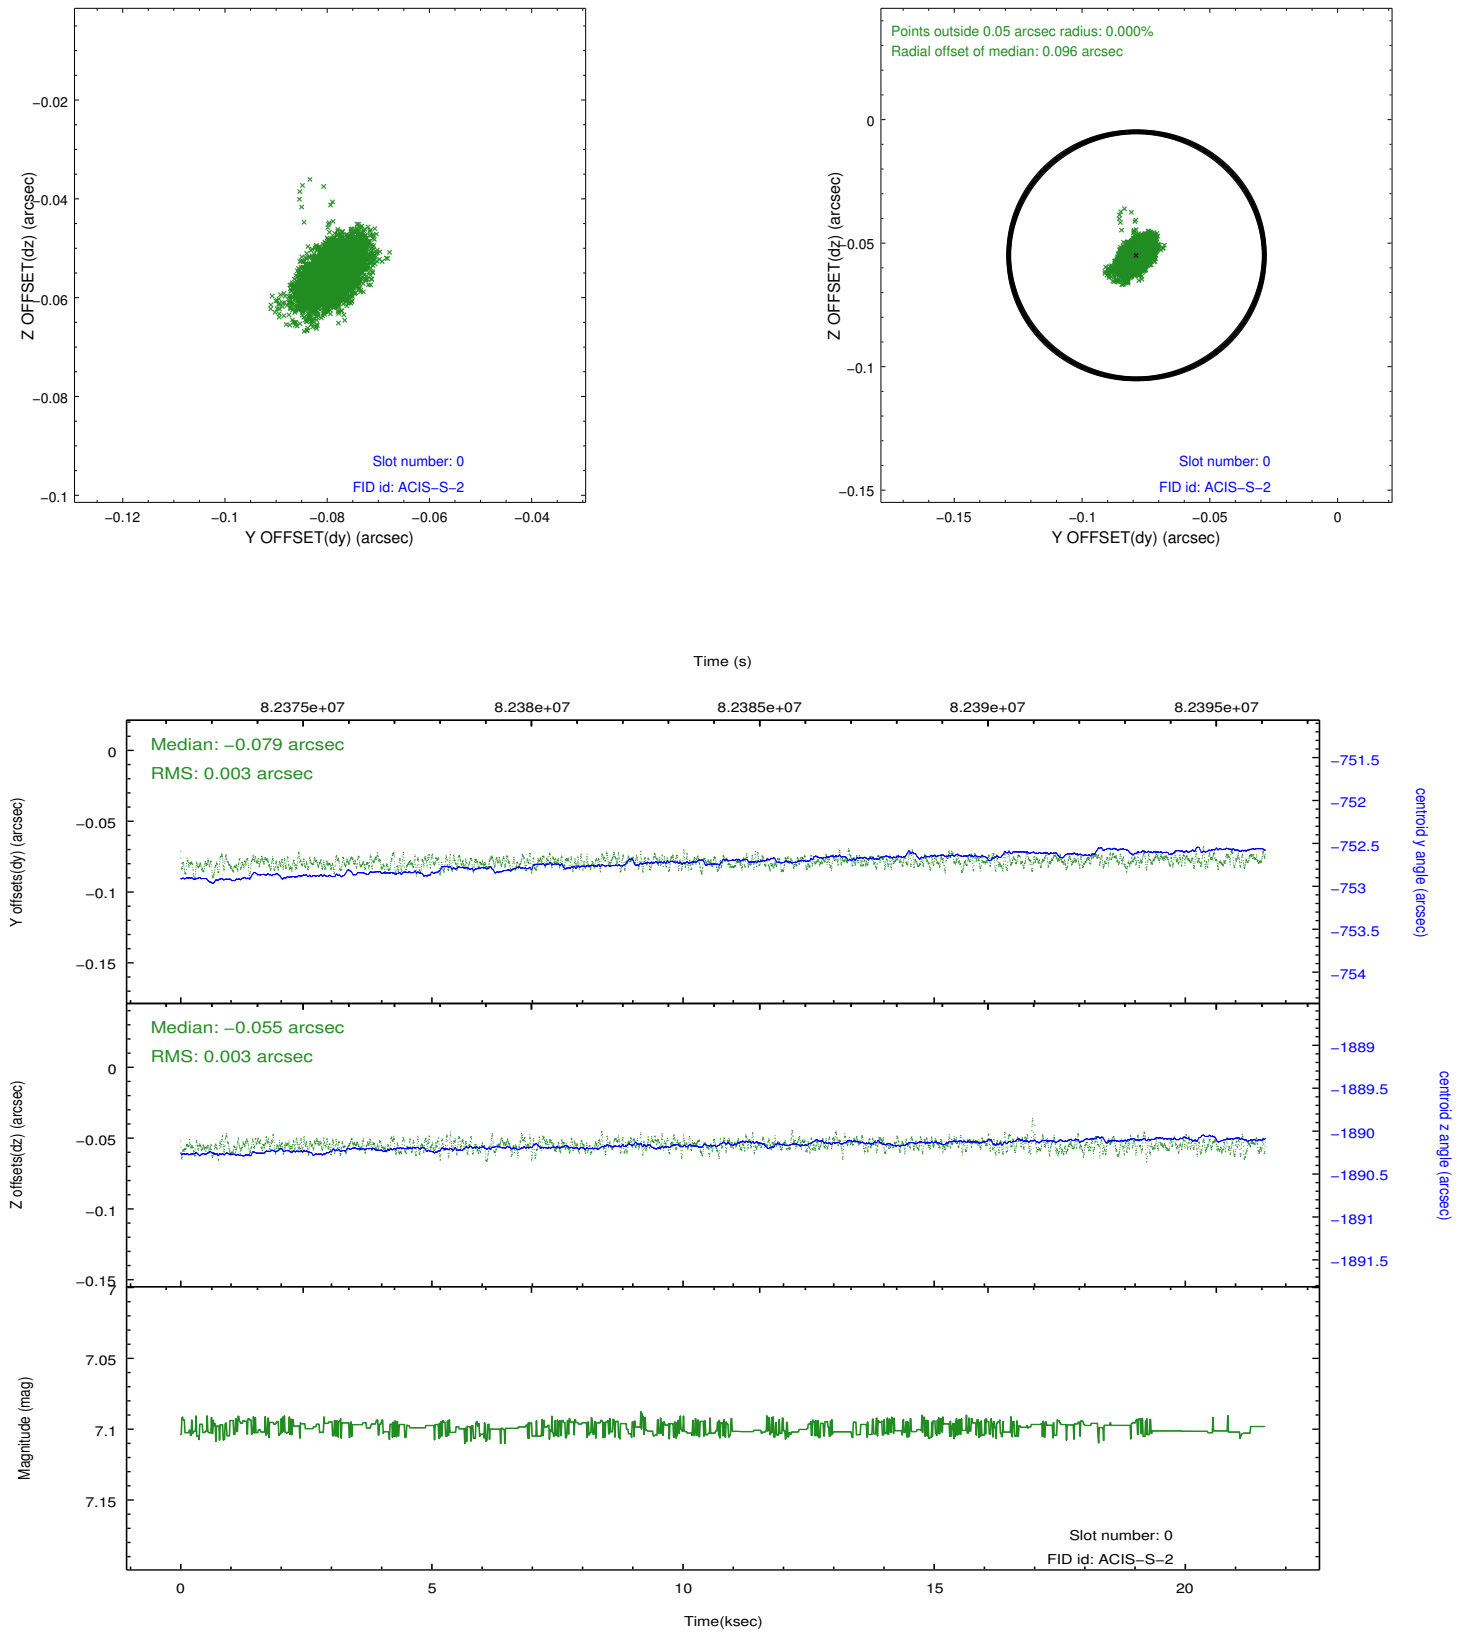 −0.02
−0.04
−0.06
−0.08
−0.1
Z OFFSET(dz) (arcsec)
Slot number: 0
FID id: ACIS−S−2
−0.12
−0.1
−0.08
−0.06
−0.04
Y OFFSET(dy) (arcsec)
Points outside 0.05 arcsec radius: 0.000%
Radial offset of median: 0.096 arcsec
0
−0.05
−0.1
−0.15
Z OFFSET(dz) (arcsec)
Slot number: 0
FID id: ACIS−S−2
−0.15
−0.1
−0.05
0
Y OFFSET(dy) (arcsec)
Time (s)
8.2375e+07
8.238e+07
8.2385e+07
8.239e+07
8.2395e+07
Median: −0.079 arcsec
RMS: 0.003 arcsec
0
−0.05
−0.1
−0.15
Y offsets(dy) (arcsec)
−751.5
−752
−752.5
−753
−753.5
−754
centroid y angle (arcsec)
Median: −0.055 arcsec
RMS: 0.003 arcsec
0
−0.05
−0.1
−0.15
Z offsets(dz) (arcsec)
−1889
−1889.5
−1890
−1890.5
−1891
−1891.5
centroid z angle (arcsec)
7
7.05
7.1
7.15
Magnitude (mag)
Slot number: 0
FID id: ACIS−S−2
0
5
10
15
20
Time(ksec)